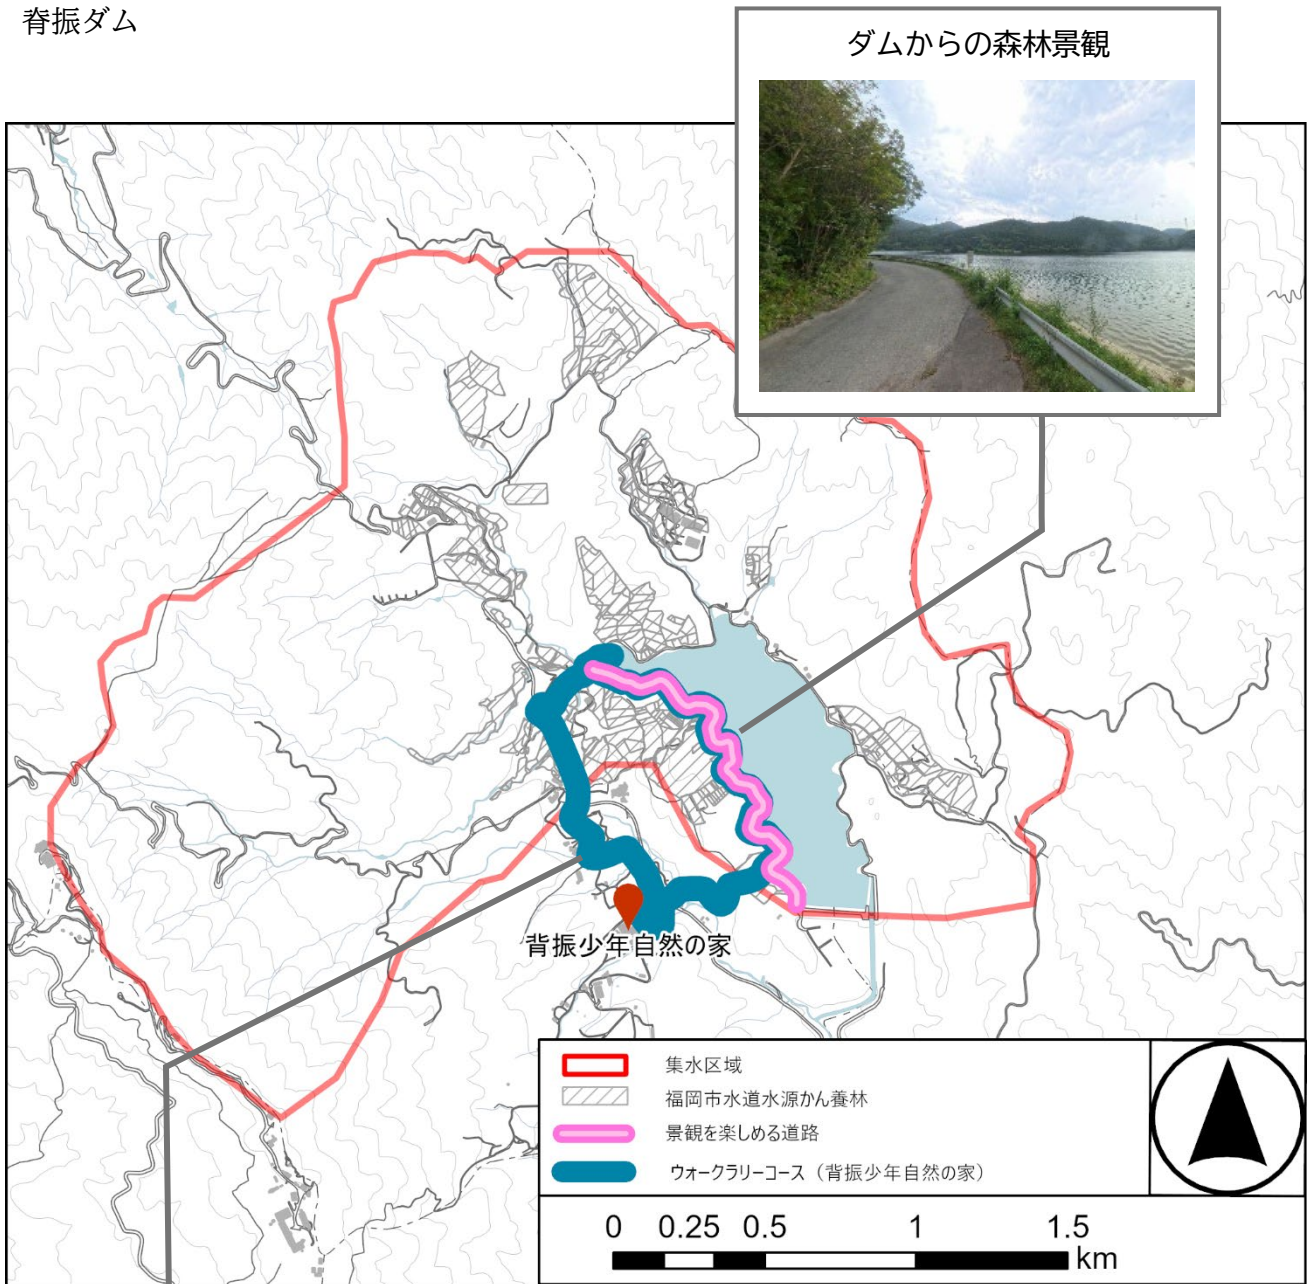 脊振ダム
ダムからの森林景観
背振少年自然の家
集水区域
福岡市水道水源かん養林
景観を楽しめる道路
ウォークラリーコース（背振少年自然の家）
0 0.25 0.5 1 1.5
km